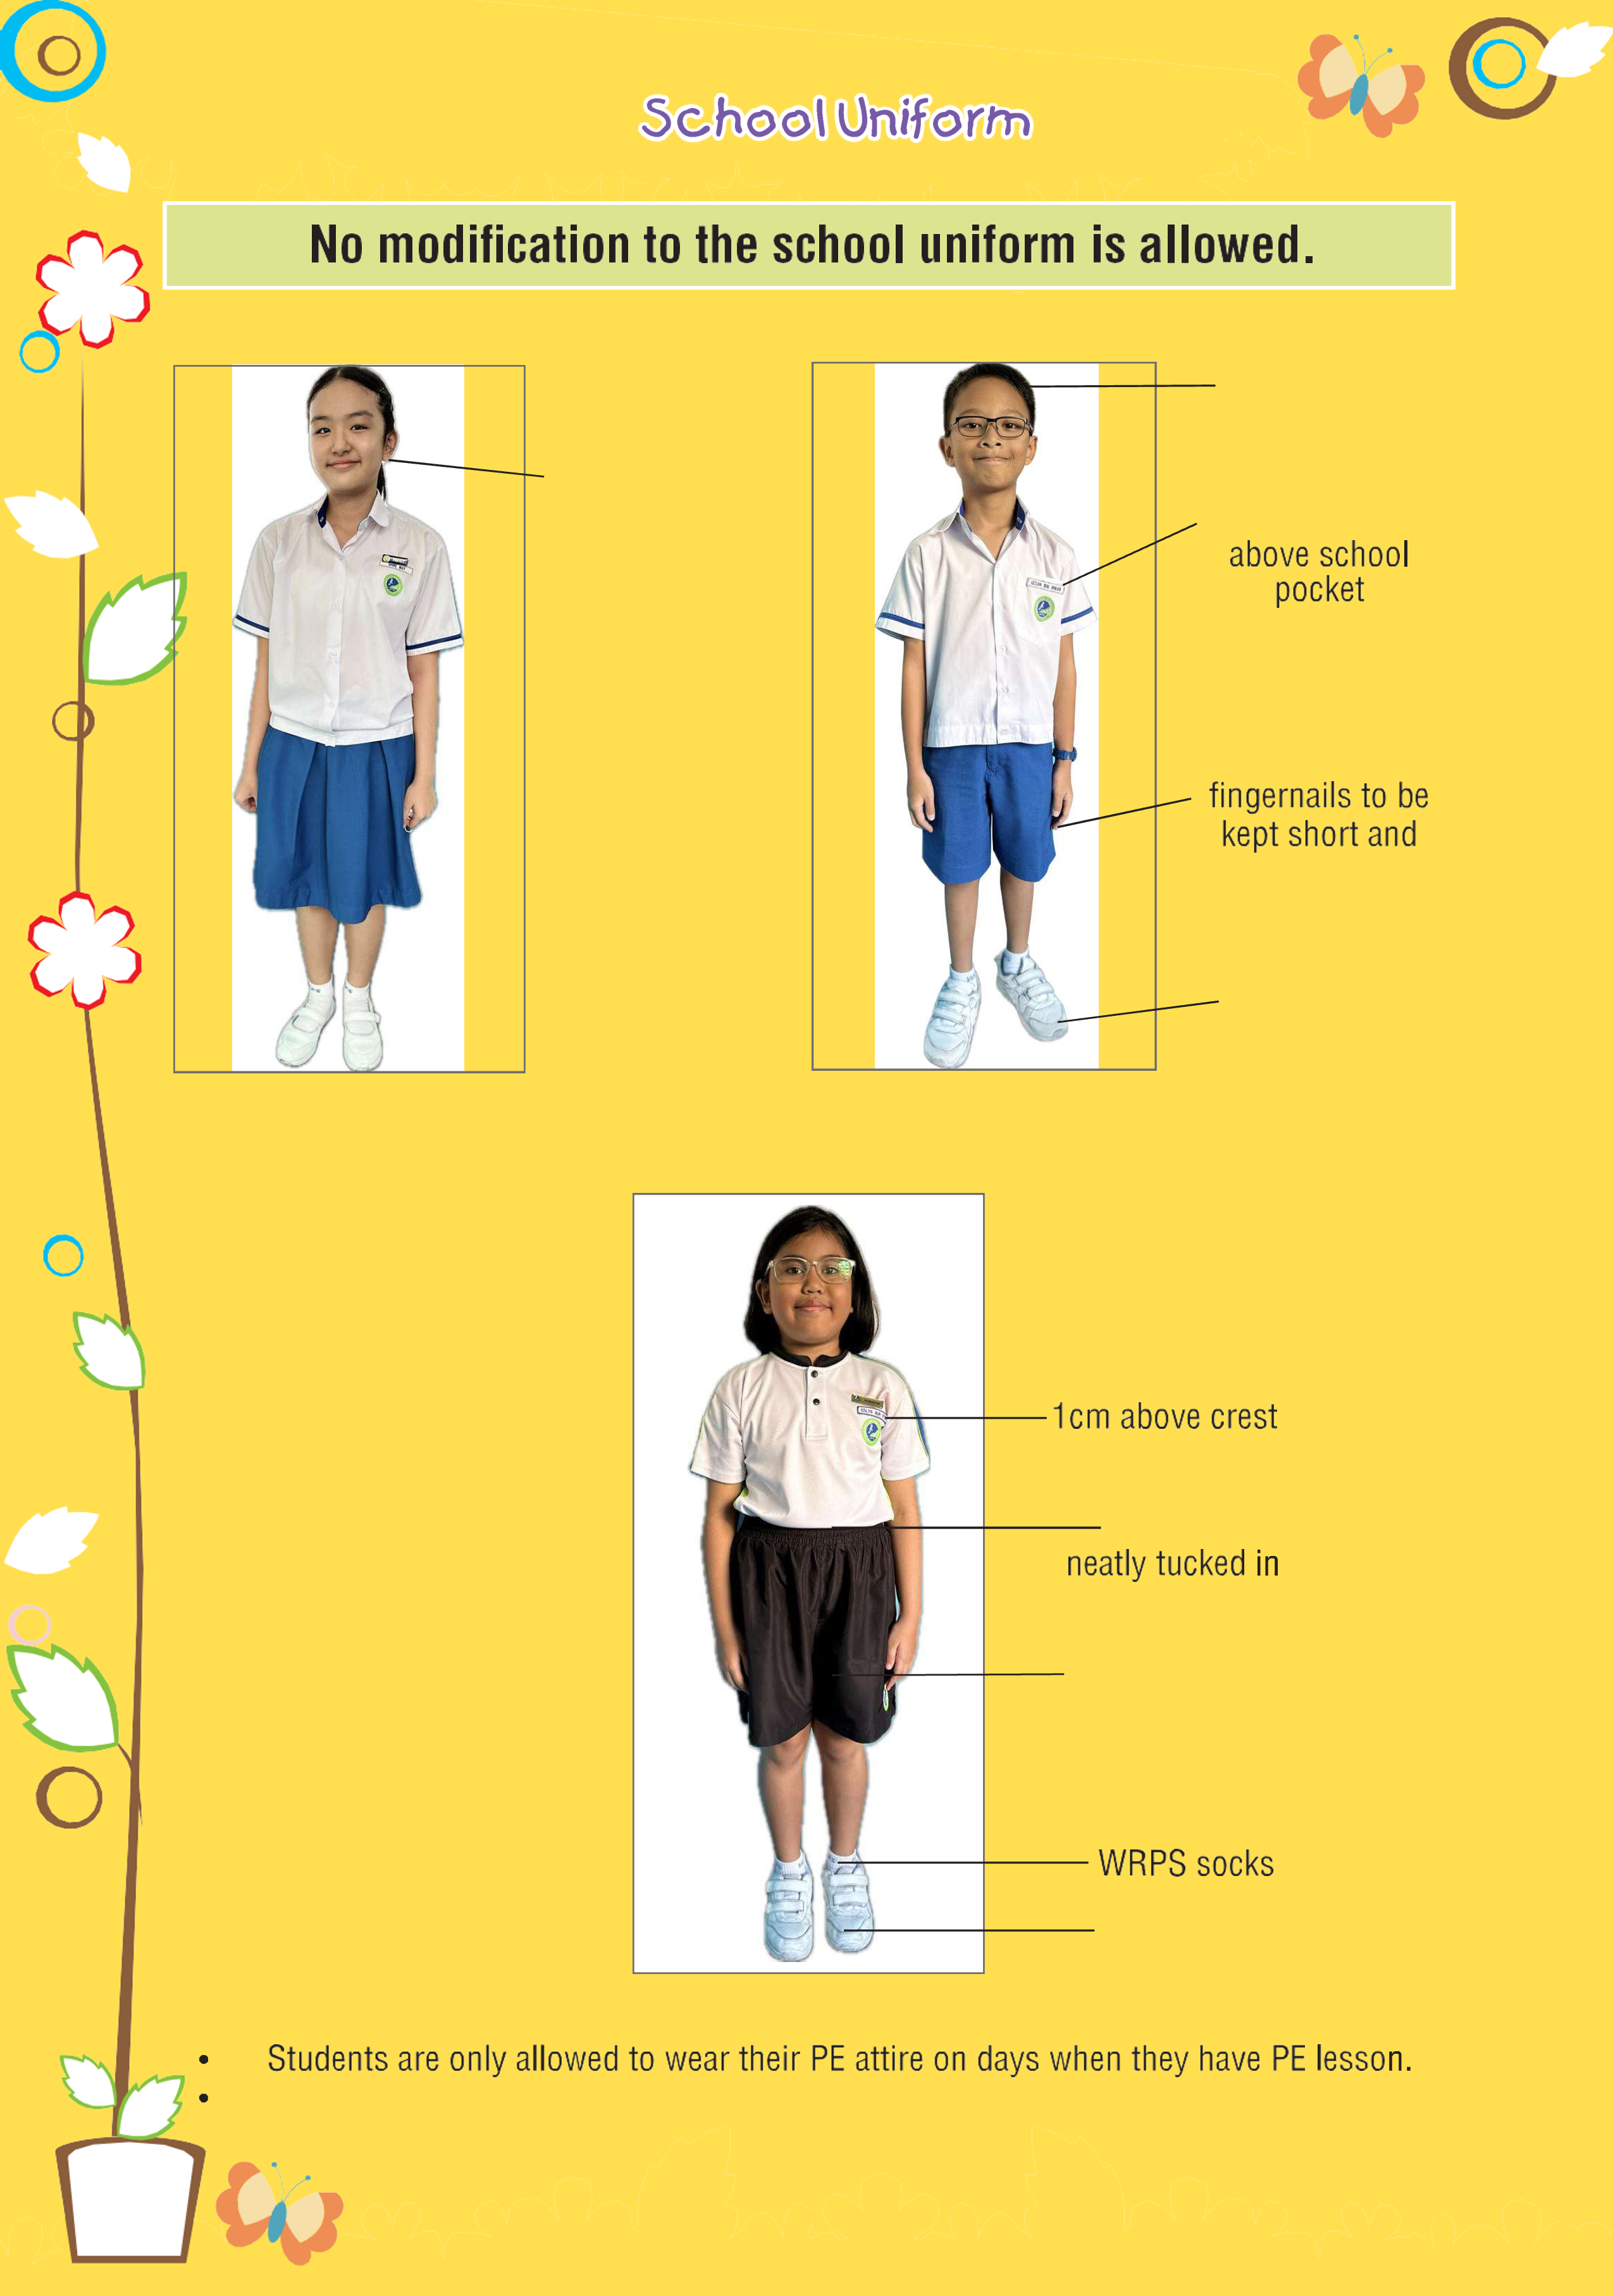 School Uniform
No modification to the school uniform is allowed.
above school
pocket
fingernails to be
kept short and
1cm above crest
neatly tucked in
WRPS socks
• Students are only allowed to wear their PE attire on days when they have PE lesson.
•